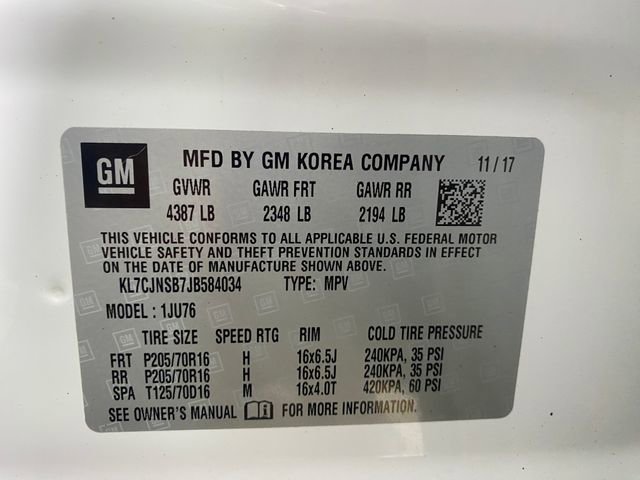 GM MFD BY GM KOREA COMPANY 11/17
GVWR GAWR FRT GAWR RR
4387 LB 2348 LB 2194 LB
THIS VEHICLE CONFORMS TO ALL APPLICABLE U.S. FEDERAL MOTOR
VEHICLE SAFETY AND THEFT PREVENTION STANDARDS IN EFFECT ON
THE DATE OF MANUFACTURE SHOWN ABOVE.
KL7CJNSB7JB584034 TYPE: MPV
MODEL : 1JU76
TIRE SIZE SPEED RTG RIM COLD TIRE PRESSURE
FRT P205/70R16 H 16x6.5J 240KPA, 35 PSI
RR P205/70R16 H 16x6.5J 240KPA, 35 PSI
SPA T125/70D16 M 16x4.0T 420KPA, 60 PSI
SEE OWNER'S MANUAL FOR MORE INFORMATION.